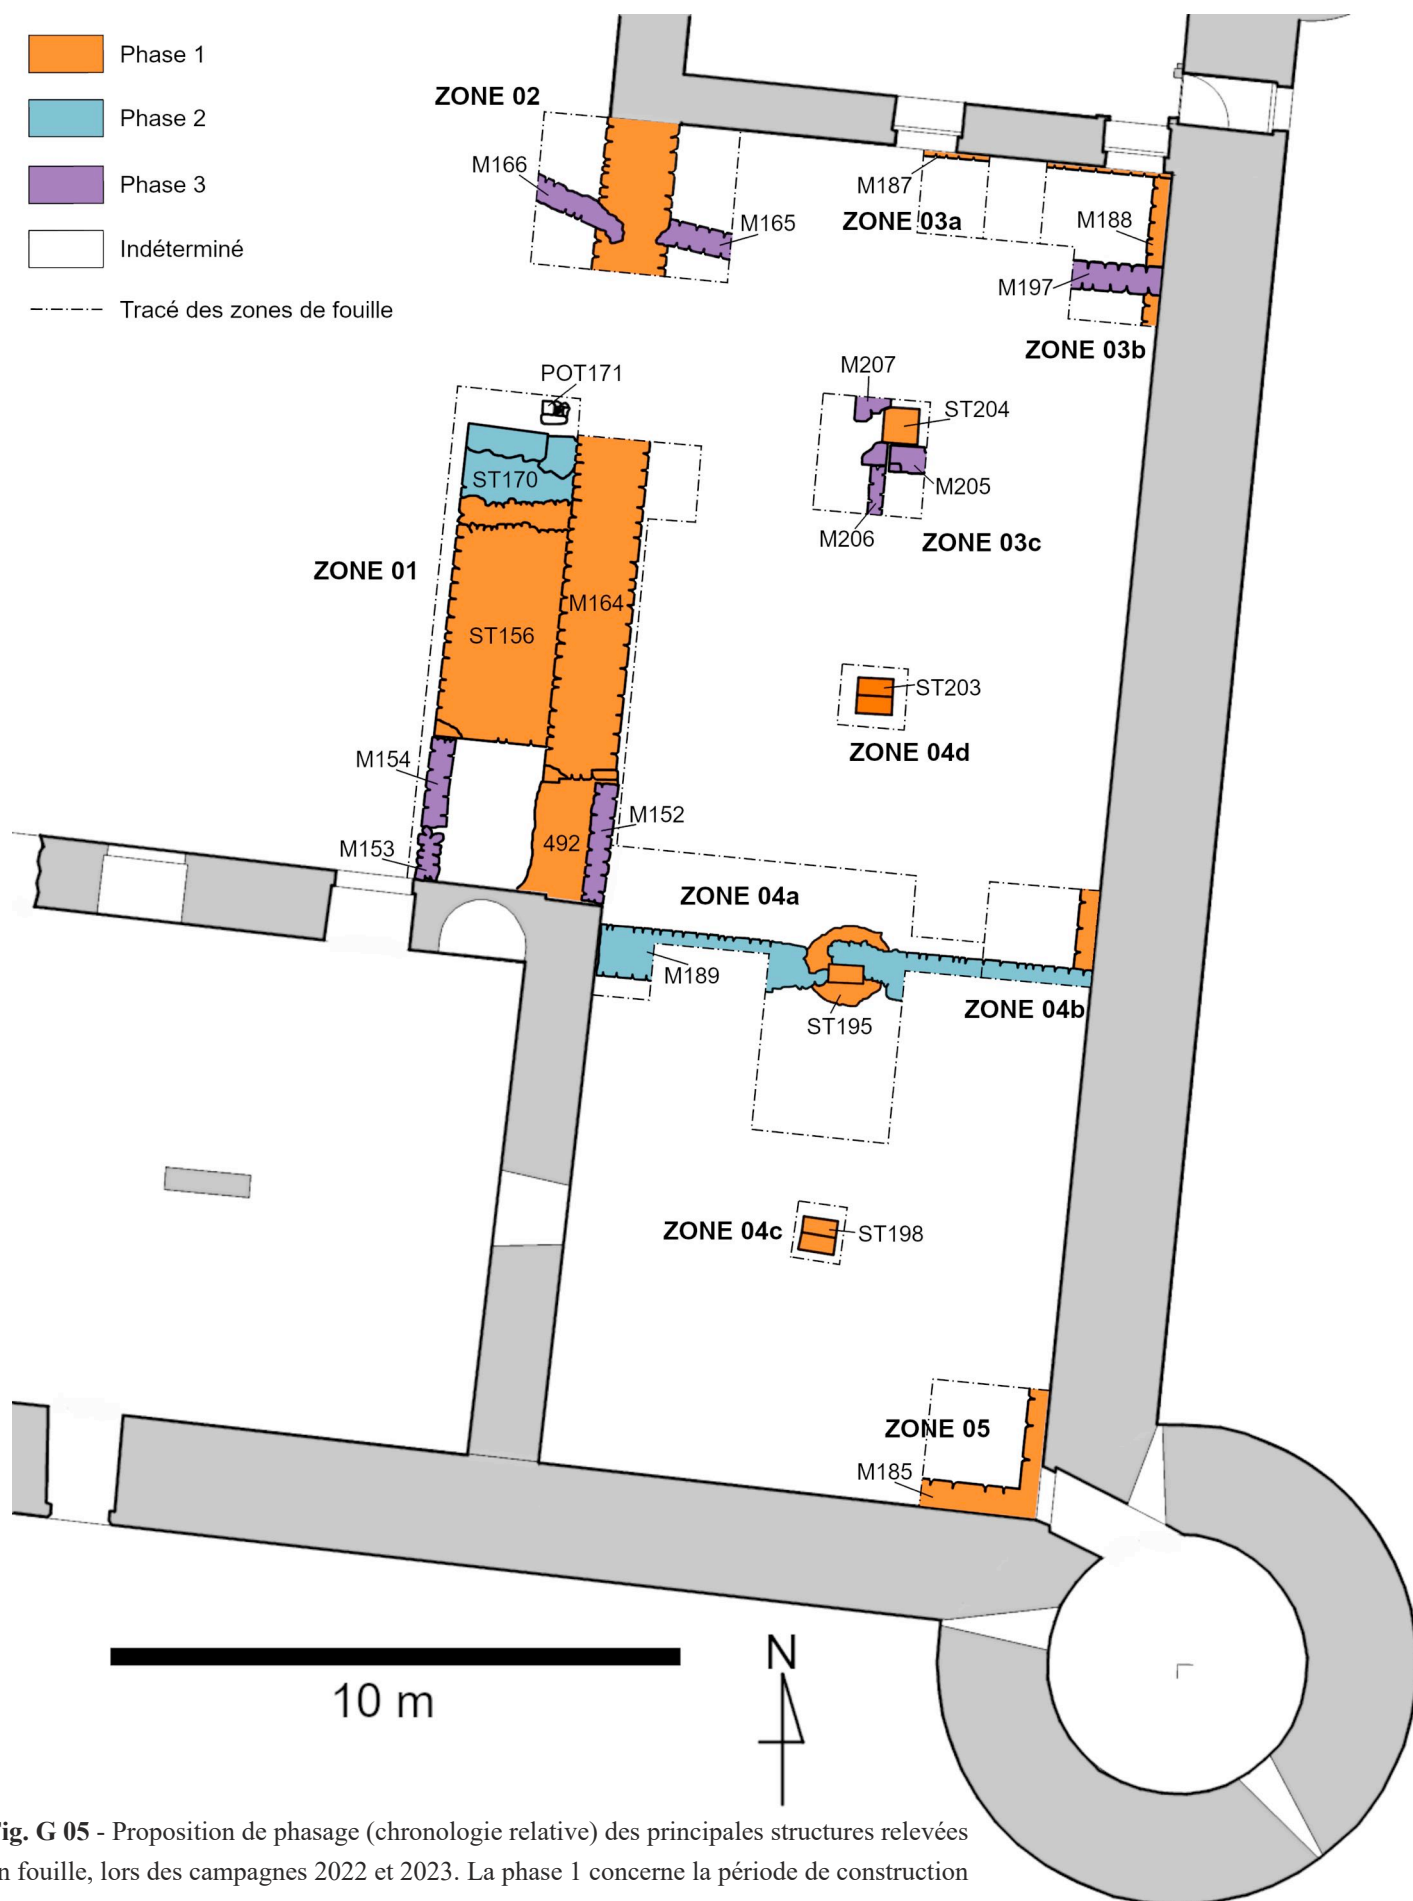 Phase 1
Phase 2
Phase 3
Indéterminé
Tracé des zones de fouille
ZONE 02
M166
M165
M187
ZONE 03a
M188
M197
ZONE 03b
POT171
M207
ST204
ST170
M205
M206
ZONE 03c
ZONE 01
M164
ST156
ST203
ZONE 04d
M154
M152
492
M153
ZONE 04a
M189
ZONE 04b
ST195
ZONE 04c
ST198
ZONE 05
M185
10 m
N
ig. G 05 - Proposition de phasage (chronologie relative) des principales structures relevées
n fouille, lors des campagnes 2022 et 2023. La phase 1 concerne la période de construction